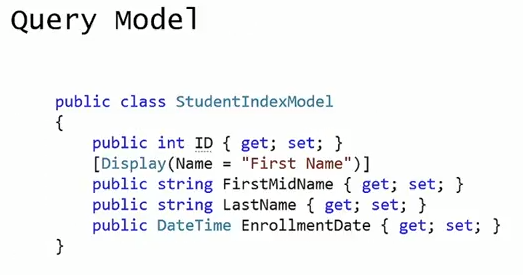 Query Model
public class StudentIndexModel
{
public int ID { get; set; }
[Display(Name = "First Name")]
public string FirstMidName { get; set; }
public string LastName { get; set; }
public DateTime EnrollmentDate { get; set; }
}